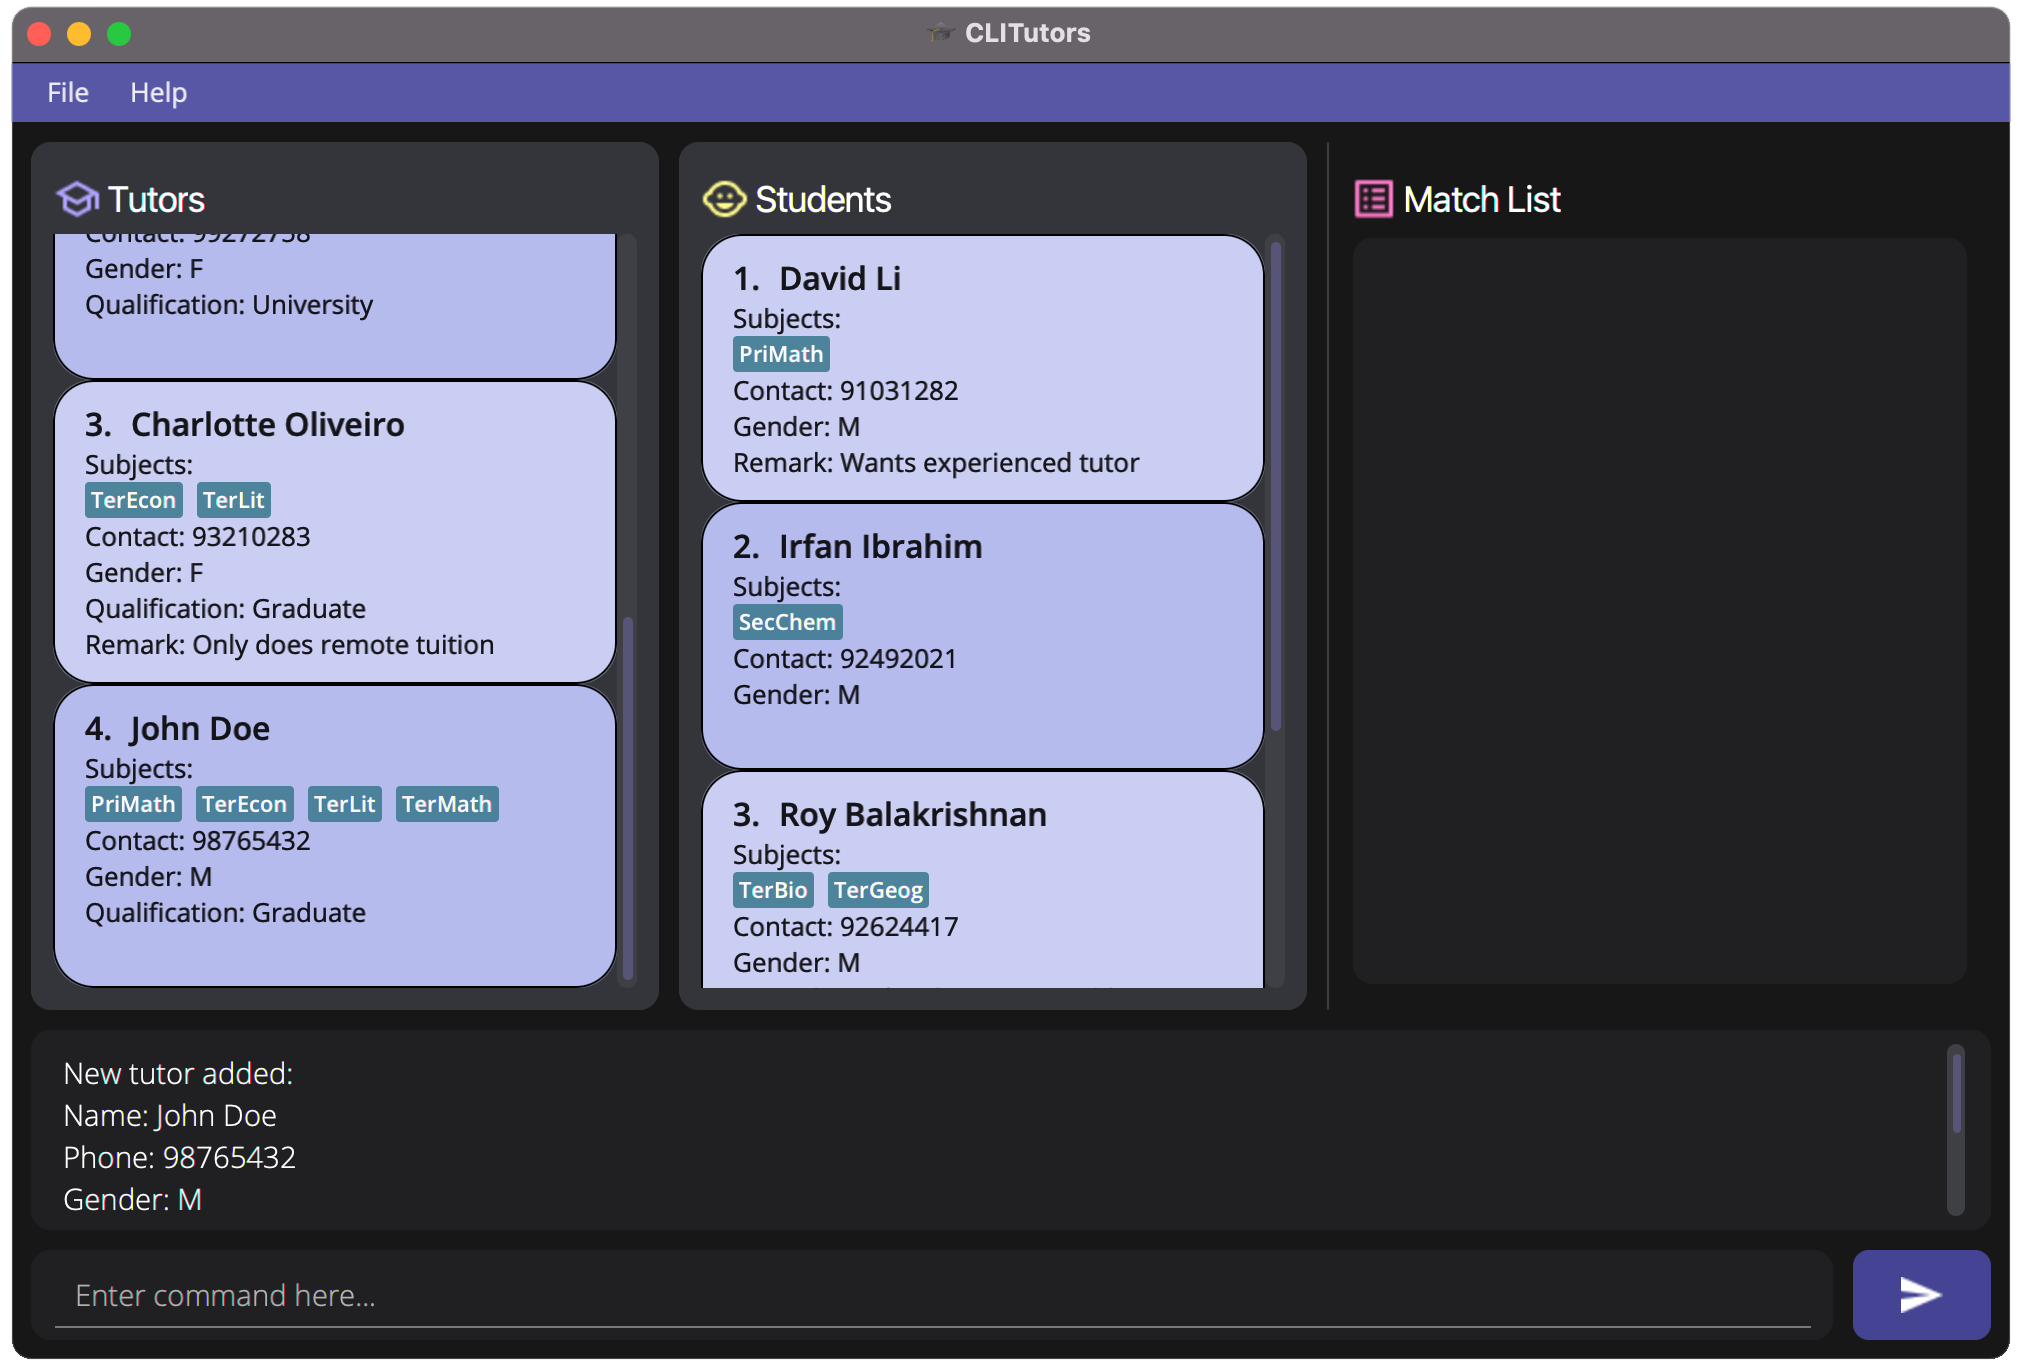 CLITutors
File Help
Tutors
Contact: 99272758
Gender: F
Qualification: University
3. Charlotte Oliveiro
Subjects:
TerEcon TerLit
Contact: 93210283
Gender: F
Qualification: Graduate
Remark: Only does remote tuition
4. John Doe
Subjects:
PriMath TerEcon TerLit TerMath
Contact: 98765432
Gender: M
Qualification: Graduate
Students
1. David Li
Subjects:
PriMath
Contact: 91031282
Gender: M
Remark: Wants experienced tutor
2. Irfan Ibrahim
Subjects:
SecChem
Contact: 92492021
Gender: M
3. Roy Balakrishnan
Subjects:
TerBio TerGeog
Contact: 92624417
Gender: M
Match List
New tutor added:
Name: John Doe
Phone: 98765432
Gender: M
Enter command here...